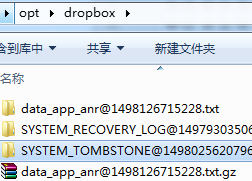 opt ▸ dropbox ▸
含到库中 ▼ 共享 ▼ 新建文件夹
名称
data_app_anr@1498126715228.txt
SYSTEM_RECOVERY_LOG@14979303506
SYSTEM_TOMBSTONE@1498025620796
data_app_anr@1498126715228.txt.gz